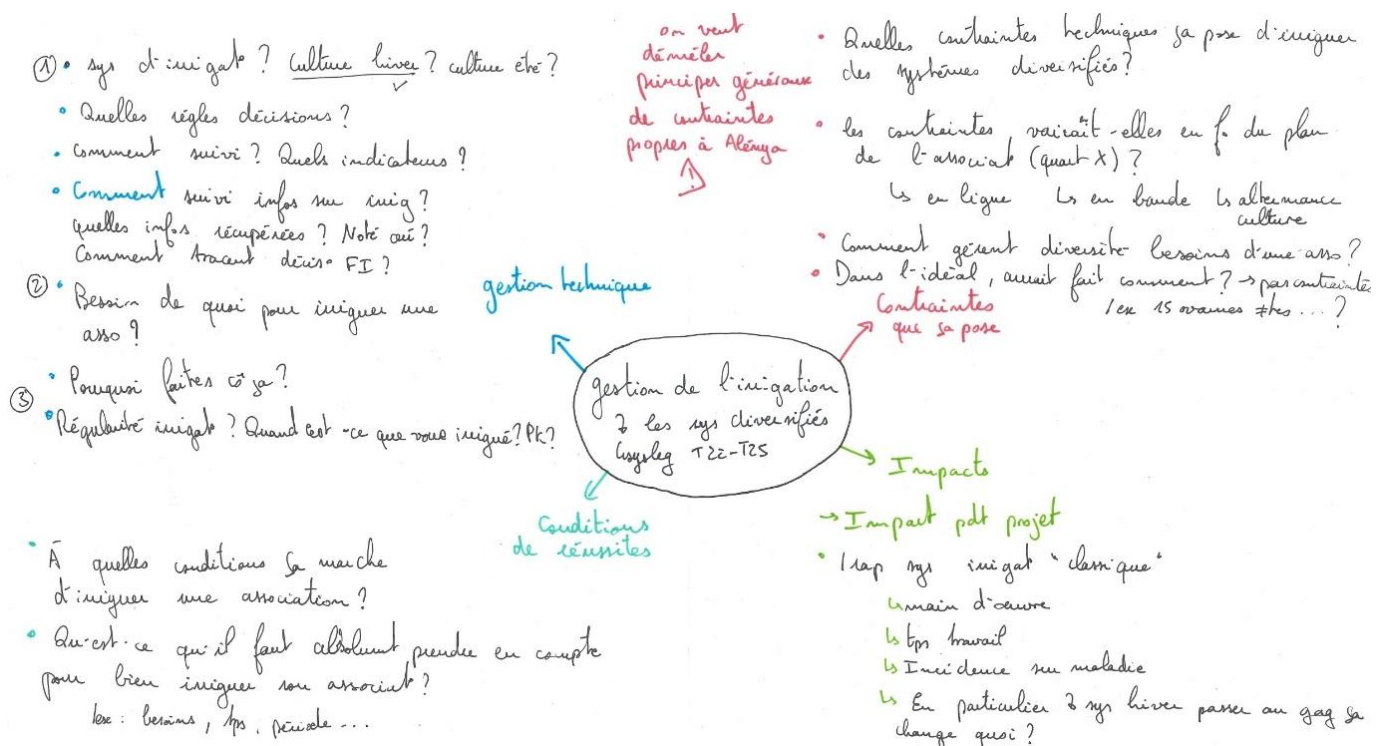 ① • sys d'irrigat° ? culture hiver ? culture été ?
• Quelles règles décisions ?
• comment suivi ? Quels indicateurs ?
• Comment suivi infos sur irrig ?
quelles infos récupérées ? Noté où ?
Comment tracent décis° FI ?
② • Besoin de quoi pour irriguer une
asso ?
• Pourquoi faites cô ça ?
③
• Régularité irrigat° ? Quand est-ce que vous irrigué ? Pk ?
gestion technique
on veut
démêler
principes généraux
de contraintes
propres à Alénya
!
• Quelles contraintes techniques ça pose d'irriguer
des systèmes diversifiés ?
• les contraintes, variait-elles en f° du plan
de l'associat° (quart X) ?
↳ en ligne ↳ en bande ↳ alternance
culture
• Comment gèrent diversité besoins d'une asso ?
• Dans l'idéal, aurait fait comment ? → pas contraintes
/ex 15 vannes ≠tes ... ?
Contraintes
que ça pose
gestion de l'irrigation
les sys diversifiés
↳sysleg T22-T25
Conditions
de réussites
• À quelles conditions ça marche
d'irriguer une association ?
• Qu'est-ce qu'il faut absolument prendre en compte
pour bien irriguer son associat° ?
↳ex : besoins, tps, période ...
Impacts
→ Impact pdt projet
• / rap sys irrigat° "classique"
↳ main d'œuvre
↳ tps travail
↳ Incidence sur maladie
↳ En particulier sys hiver passer au gag ça
change quoi ?